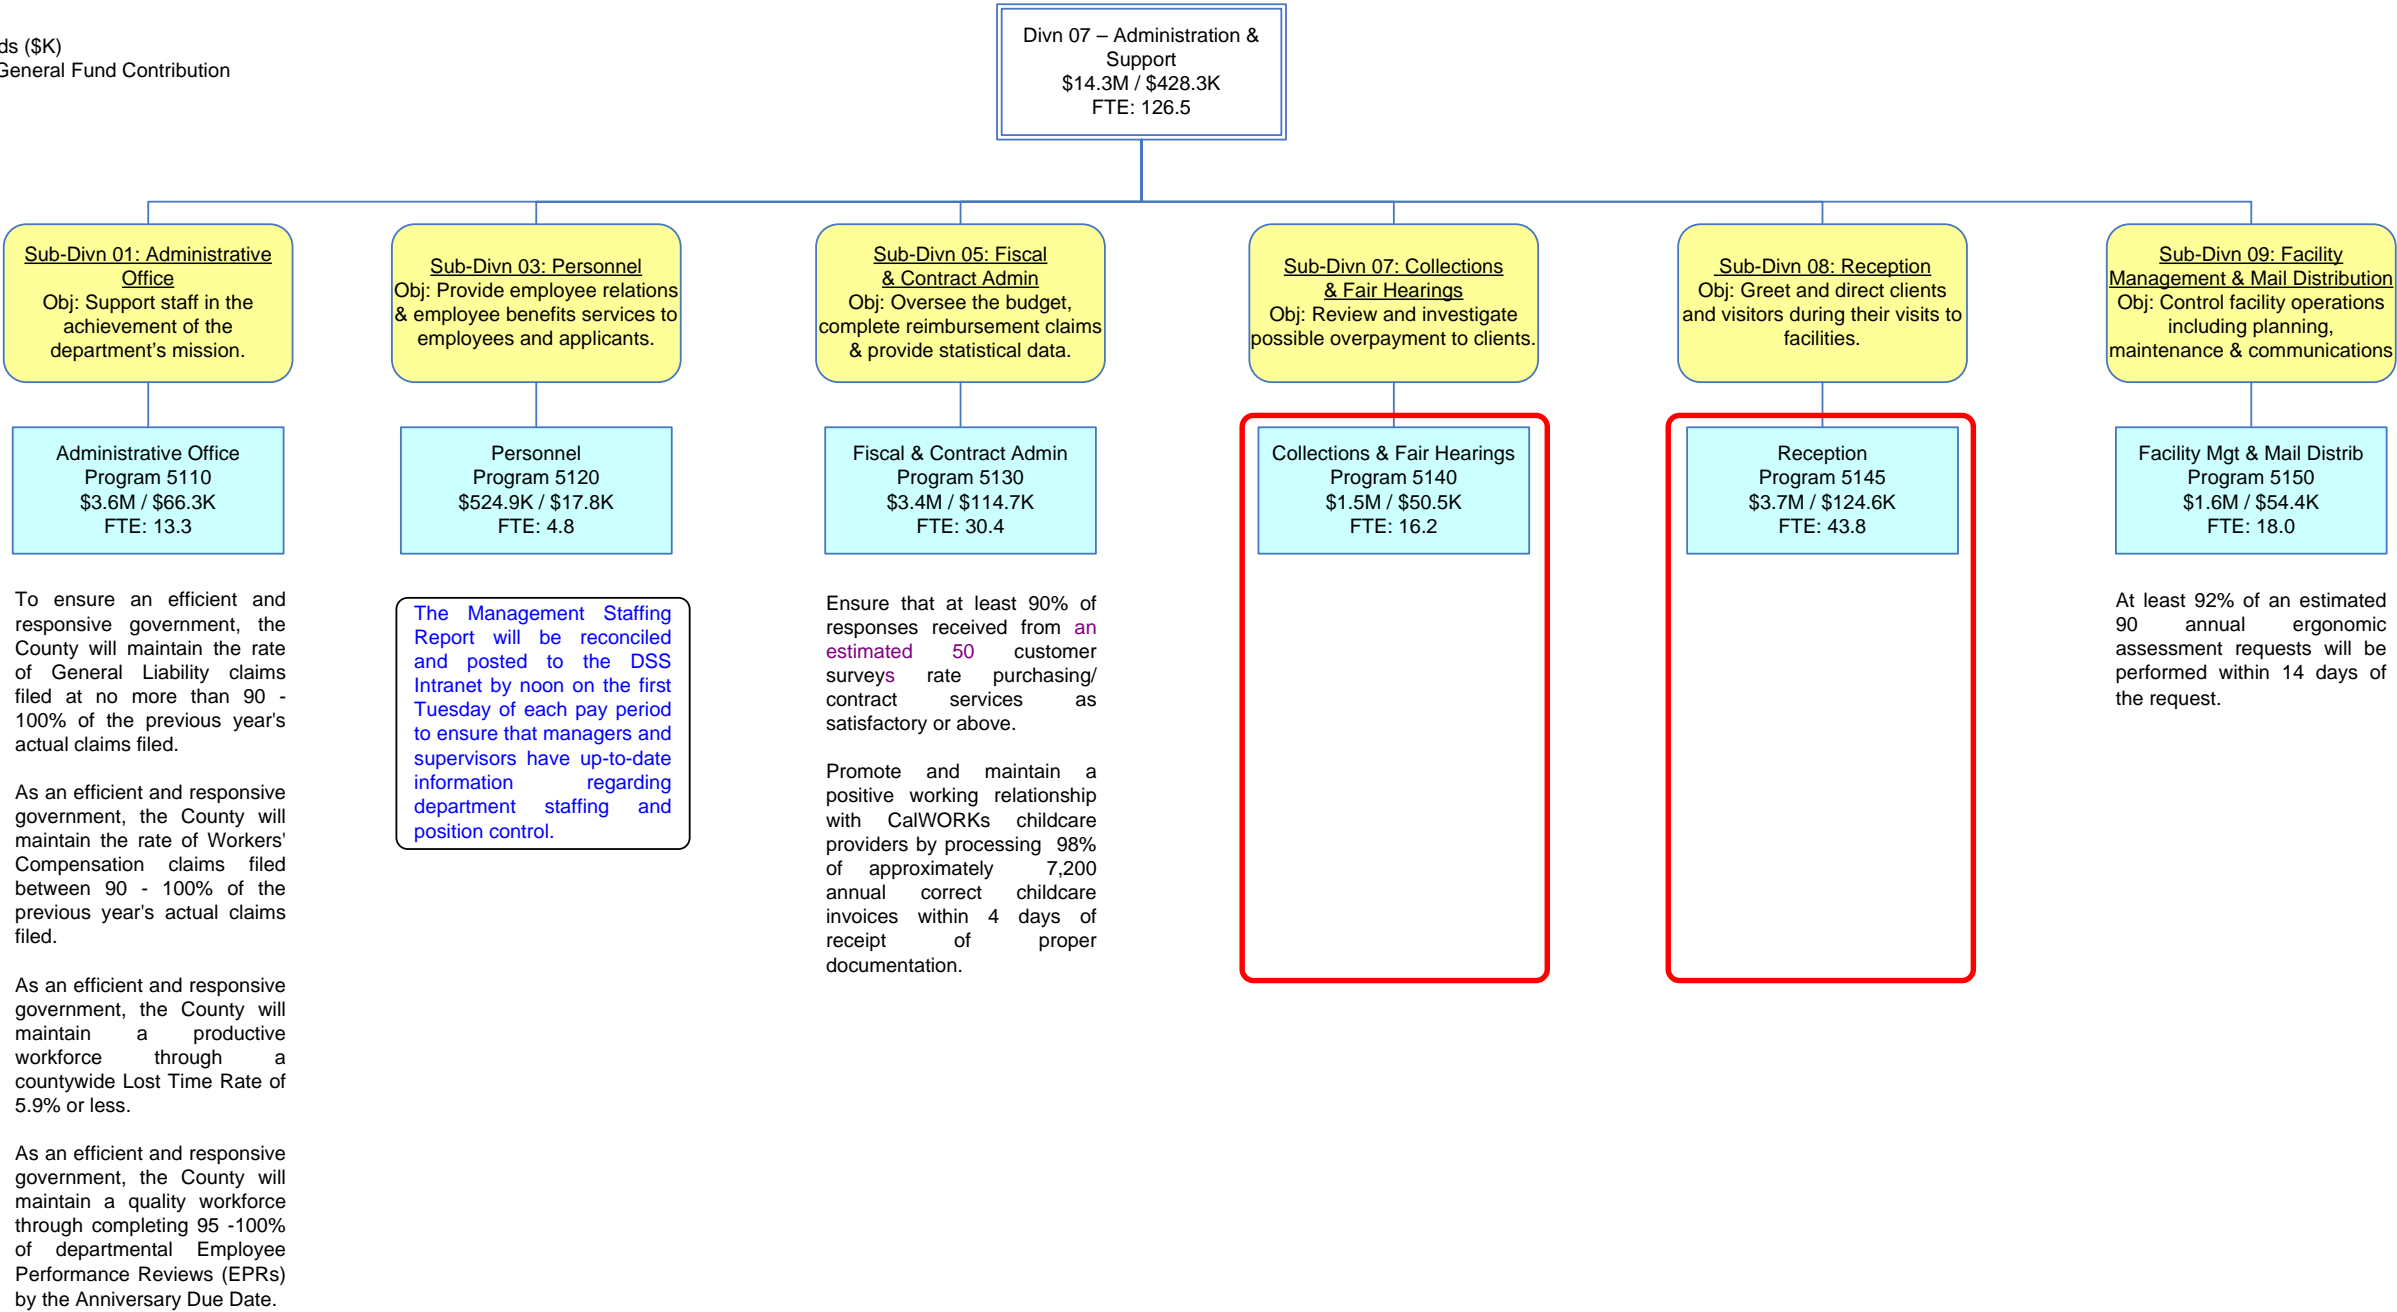 ds ($K)
General Fund Contribution
Divn 07 – Administration &
Support
$14.3M / $428.3K
FTE: 126.5
Sub-Divn 01: Administrative
Office
Obj: Support staff in the
achievement of the
department’s mission.
Sub-Divn 03: Personnel
Obj: Provide employee relations
& employee benefits services to
employees and applicants.
Sub-Divn 05: Fiscal
& Contract Admin
Obj: Oversee the budget,
complete reimbursement claims
& provide statistical data.
Sub-Divn 07: Collections
& Fair Hearings
Obj: Review and investigate
possible overpayment to clients.
Sub-Divn 08: Reception
Obj: Greet and direct clients
and visitors during their visits to
facilities.
Sub-Divn 09: Facility
Management & Mail Distribution
Obj: Control facility operations
including planning,
maintenance & communications
Administrative Office
Program 5110
$3.6M / $66.3K
FTE: 13.3
Personnel
Program 5120
$524.9K / $17.8K
FTE: 4.8
Fiscal & Contract Admin
Program 5130
$3.4M / $114.7K
FTE: 30.4
Collections & Fair Hearings
Program 5140
$1.5M / $50.5K
FTE: 16.2
Reception
Program 5145
$3.7M / $124.6K
FTE: 43.8
Facility Mgt & Mail Distrib
Program 5150
$1.6M / $54.4K
FTE: 18.0
To ensure an efficient and
responsive government, the
County will maintain the rate
of General Liability claims
filed at no more than 90 -
100% of the previous year's
actual claims filed.
As an efficient and responsive
government, the County will
maintain the rate of Workers'
Compensation claims filed
between 90 - 100% of the
previous year's actual claims
filed.
As an efficient and responsive
government, the County will
maintain a productive
workforce through a
countywide Lost Time Rate of
5.9% or less.
As an efficient and responsive
government, the County will
maintain a quality workforce
through completing 95 -100%
of departmental Employee
Performance Reviews (EPRs)
by the Anniversary Due Date.
The Management Staffing
Report will be reconciled
and posted to the DSS
Intranet by noon on the first
Tuesday of each pay period
to ensure that managers and
supervisors have up-to-date
information regarding
department staffing and
position control.
Ensure that at least 90% of
responses received from an
estimated 50 customer
surveys rate purchasing/
contract services as
satisfactory or above.
Promote and maintain a
positive working relationship
with CalWORKs childcare
providers by processing 98%
of approximately 7,200
annual correct childcare
invoices within 4 days of
receipt of proper
documentation.
At least 92% of an estimated
90 annual ergonomic
assessment requests will be
performed within 14 days of
the request.